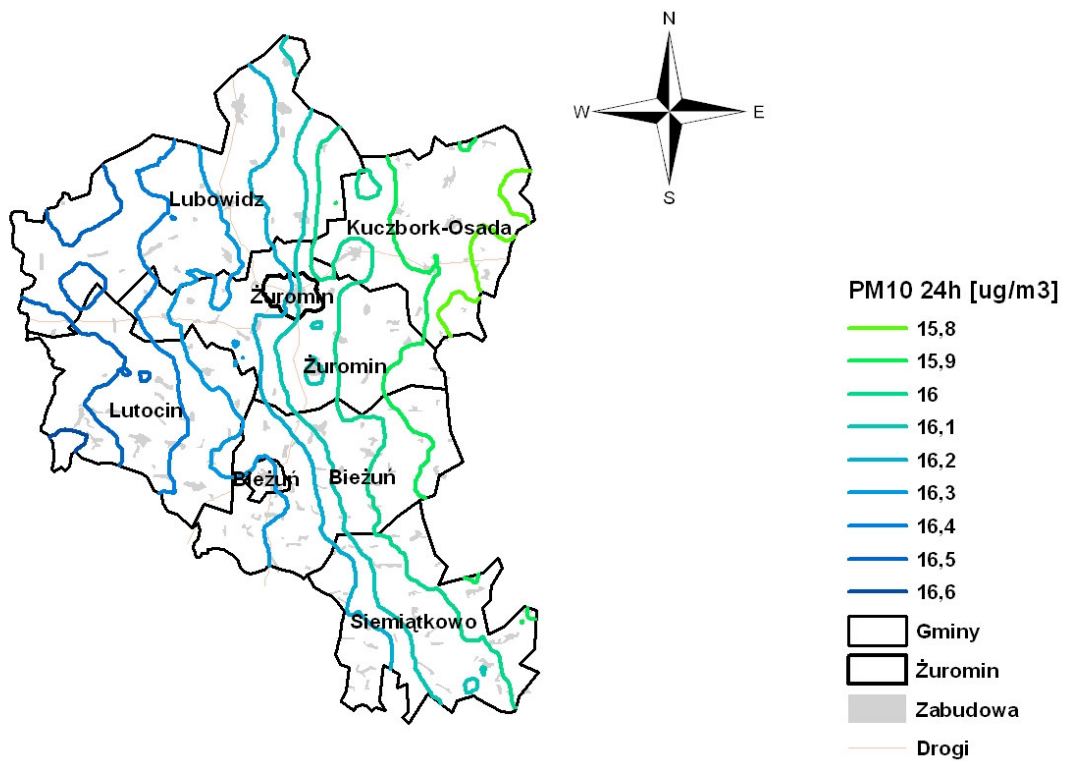 N
W
E
S
Lubowidz
Kuczbork-Osada
Żuromin
Żuromin
Lutocin
Bieżuń
Bieżuń
Siemiątkowo
PM10 24h [ug/m3]
15,8
15,9
16
16,1
16,2
16,3
16,4
16,5
16,6
Gminy
Żuromin
Zabudowa
Drogi